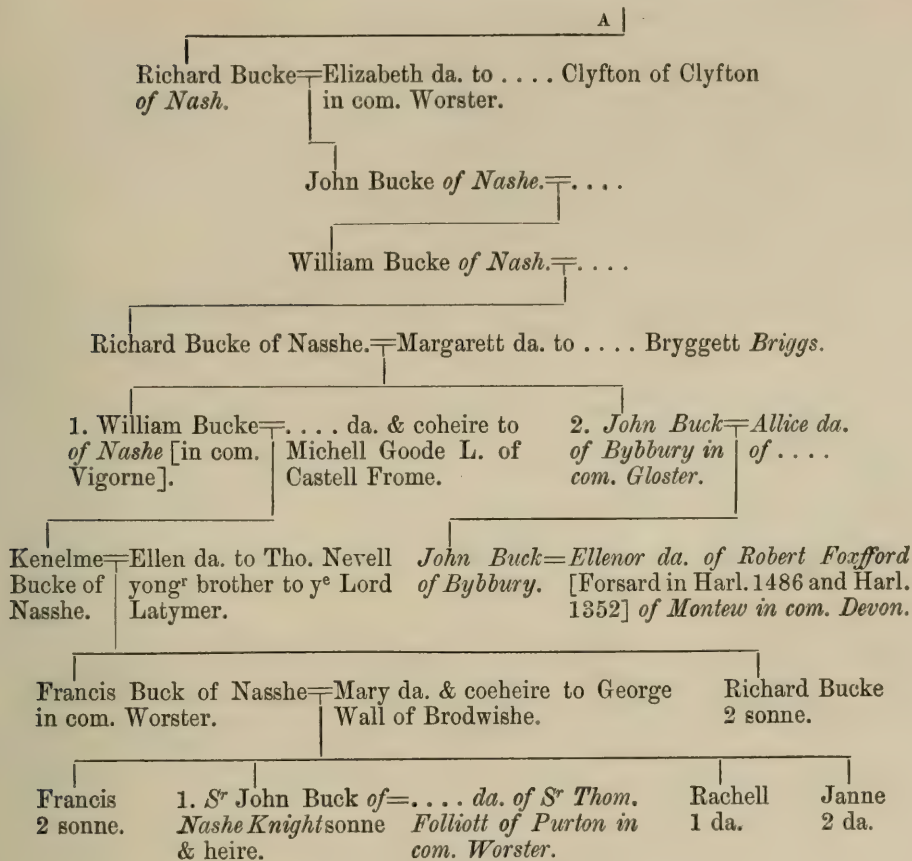 A
Richard Bucke=Elizabeth da. to . . . . Clyfton of Clyfton
of Nash. in com. Worster.
John Bucke of Nashe.= . . . .
William Bucke of Nash.= . . . .
Richard Bucke of Nasshe.=Margarett da. to . . . . Bryggett Briggs.
1. William Bucke= . . . . da. & coheire to
of Nashe [in com. Michell Goode L. of
Vigorne]. Castell Frome.
2. John Buck=Allice da.
of Bybbury in of . . . .
com. Gloster.
Kenelme=Ellen da. to Tho. Nevell
Bucke of yongʳ brother to yᵉ Lord
Nasshe. Latymer.
John Buck=Ellenor da. of Robert Foxfford
of Bybbury. [Forsard in Harl. 1486 and Harl.
1352] of Montew in com. Devon.
Francis Buck of Nasshe=Mary da. & coeheire to George
in com. Worster. Wall of Brodwishe.
Richard Bucke
2 sonne.
Francis
2 sonne.
1. Sʳ John Buck of= . . . . da. of Sʳ Thom.
Nashe Knight sonne Folliott of Purton in
& heire. com. Worster.
Rachell
1 da.
Janne
2 da.